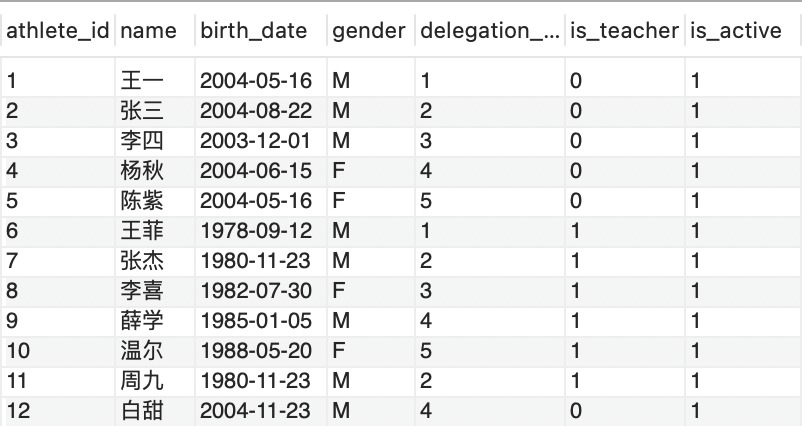 athlete_id name birth_date gender delegation_... is_teacher is_active
1 王一 2004-05-16 M 1 0 1
2 张三 2004-08-22 M 2 0 1
3 李四 2003-12-01 M 3 0 1
4 杨秋 2004-06-15 F 4 0 1
5 陈紫 2004-05-16 F 5 0 1
6 王菲 1978-09-12 M 1 1 1
7 张杰 1980-11-23 M 2 1 1
8 李喜 1982-07-30 F 3 1 1
9 薛学 1985-01-05 M 4 1 1
10 温尔 1988-05-20 F 5 1 1
11 周九 1980-11-23 M 2 1 1
12 白甜 2004-11-23 M 4 0 1